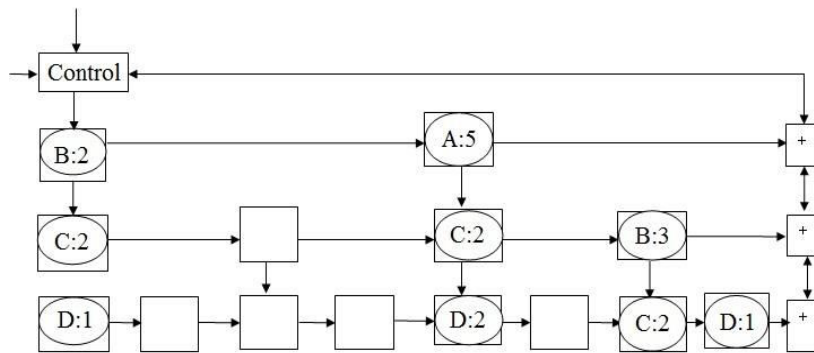 Control
B:2 A:5 +
C:2 C:2 B:3 +
D:1 D:2 C:2 D:1 +